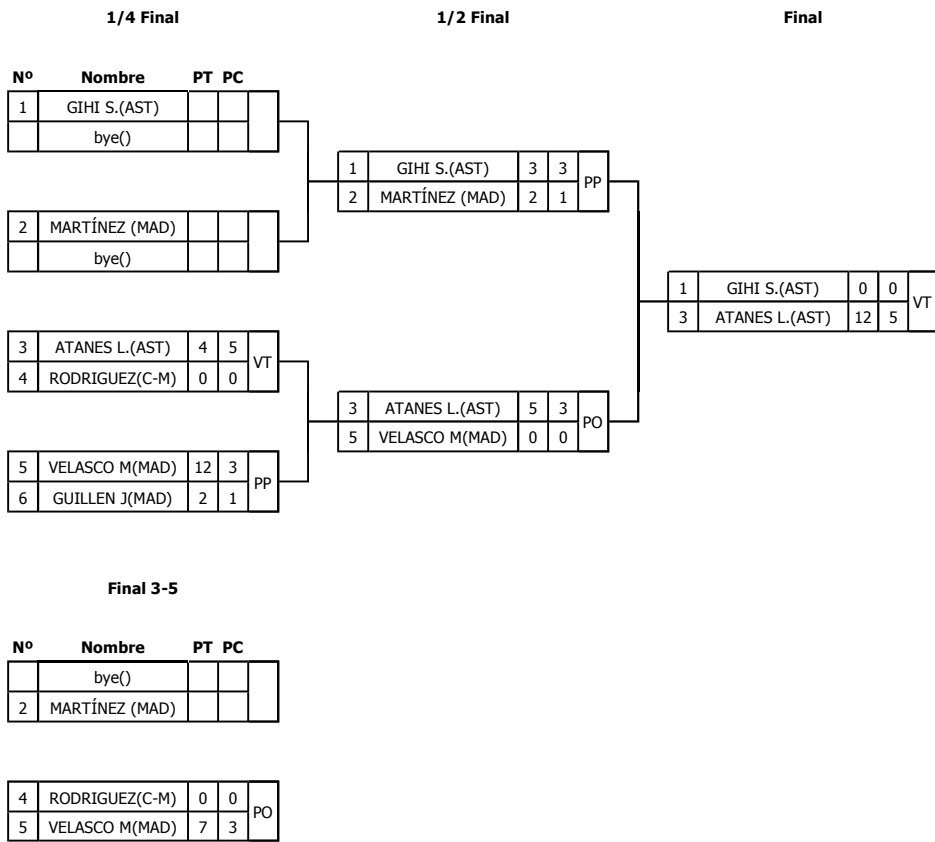 1/4 Final 1/2 Final Final
Nº Nombre PT PC
1 GIHI S.(AST)
bye()
1 GIHI S.(AST) 3 3 PP
2 MARTÍNEZ (MAD) 2 1
2 MARTÍNEZ (MAD)
bye()
1 GIHI S.(AST) 0 0 VT
3 ATANES L.(AST) 12 5
3 ATANES L.(AST) 4 5 VT
4 RODRIGUEZ(C-M) 0 0
3 ATANES L.(AST) 5 3 PO
5 VELASCO M(MAD) 0 0
5 VELASCO M(MAD) 12 3 PP
6 GUILLEN J(MAD) 2 1
Final 3-5
Nº Nombre PT PC
bye()
2 MARTÍNEZ (MAD)
4 RODRIGUEZ(C-M) 0 0 PO
5 VELASCO M(MAD) 7 3